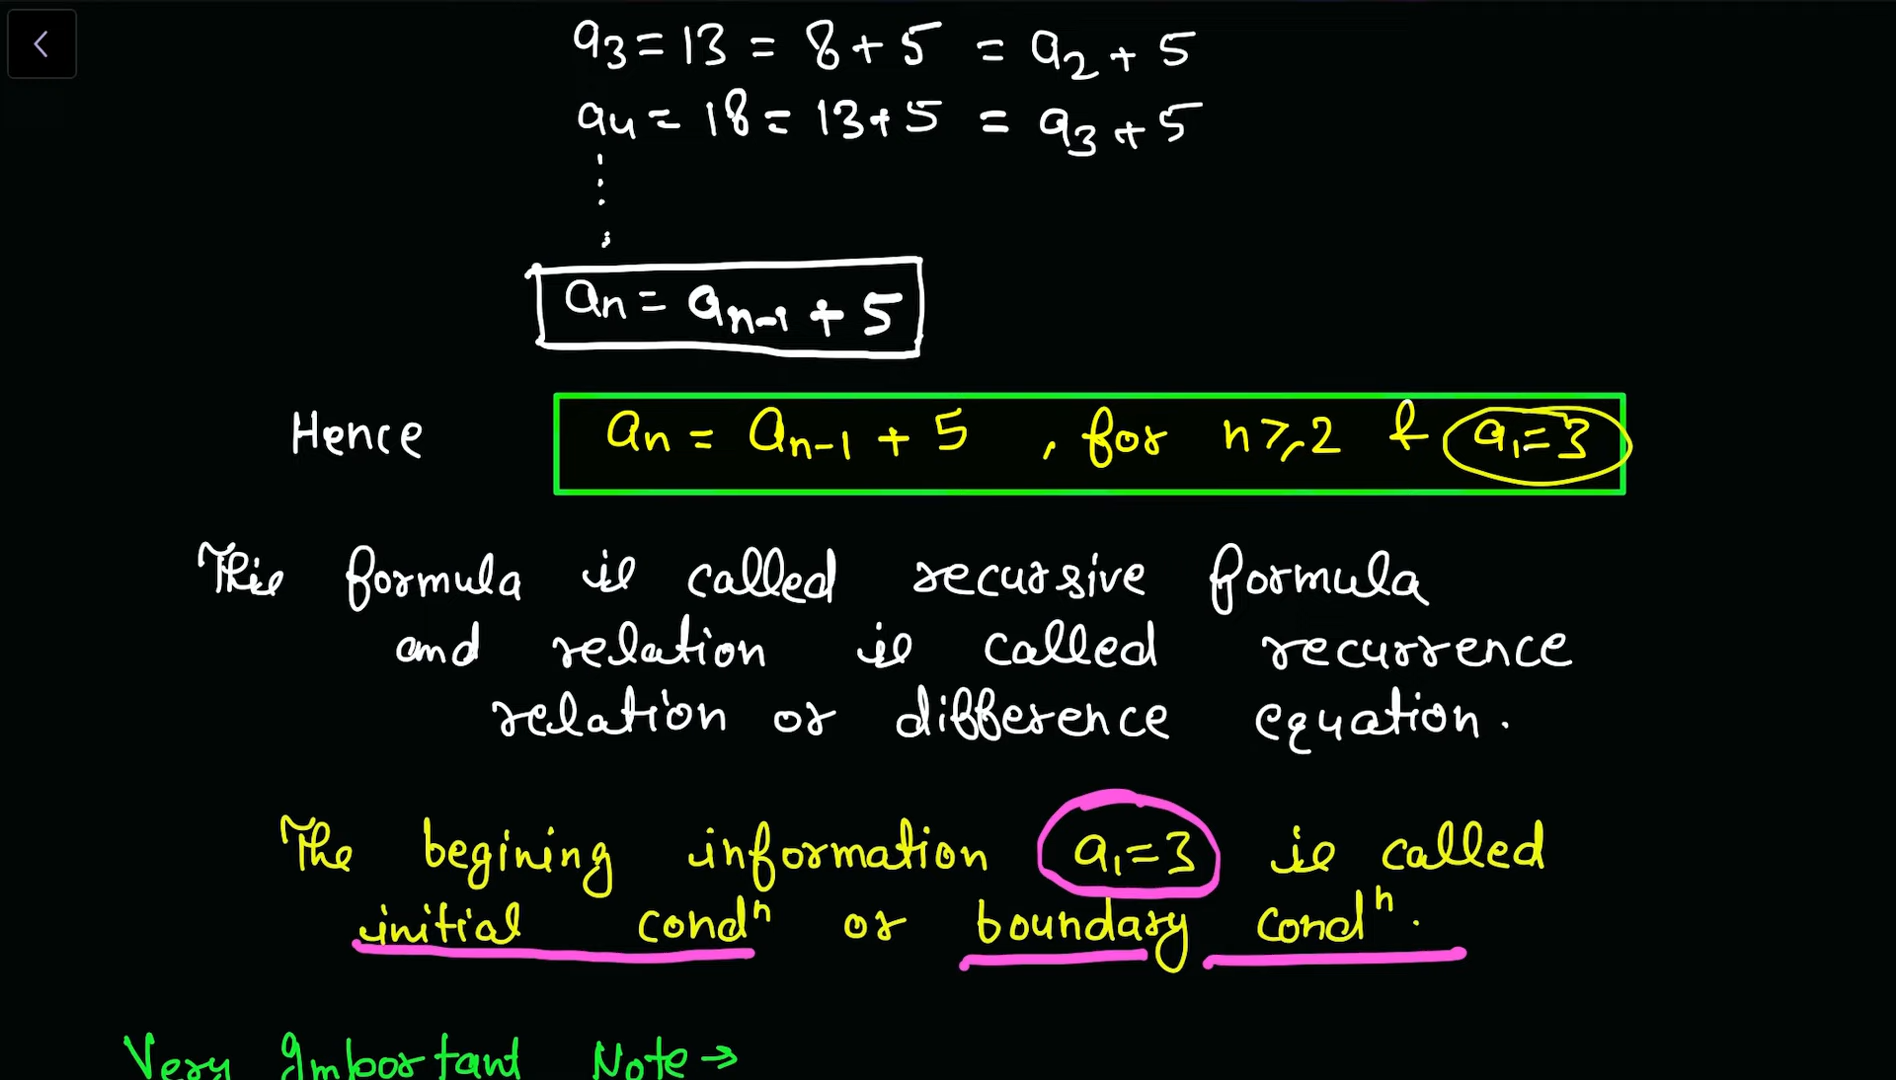 a₃ = 13 = 8 + 5 = a₂ + 5
a₄ = 18 = 13 + 5 = a₃ + 5
aₙ = aₙ₋₁ + 5
Hence aₙ = aₙ₋₁ + 5 , for n ≥ 2 & a₁ = 3
This formula is called recursive formula
and relation is called recurrence
relation or difference equation.
The begining information a₁ = 3 is called
initial condⁿ or boundary condⁿ.
Very Important Note →